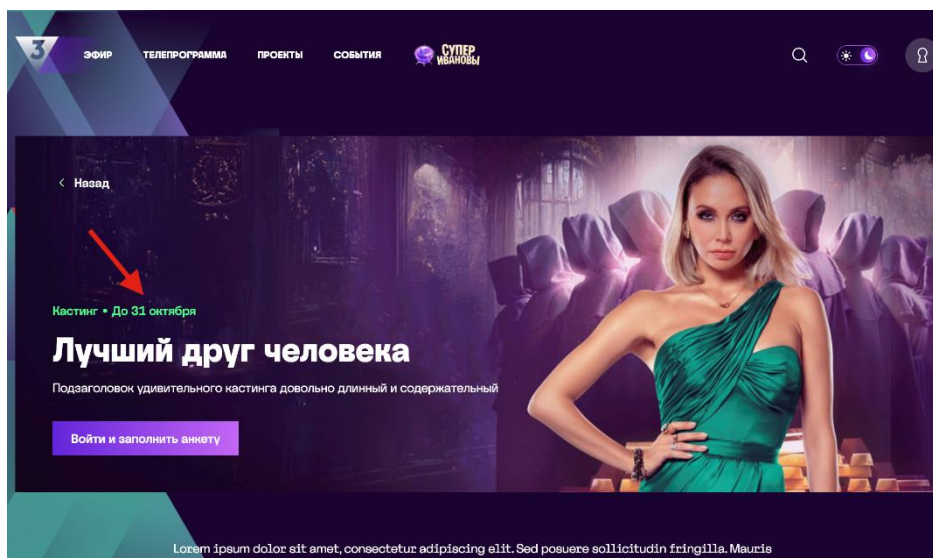 3 ЭФИР ТЕЛЕПРОГРАММА ПРОЕКТЫ СОБЫТИЯ СУПЕР
ИВАНОВЫ
Назад
Кастинг • До 31 октября
Лучший друг человека
Подзаголовок удивительного кастинга довольно длинный и содержательный
Войти и заполнить анкету
Lorem ipsum dolor sit amet, consectetur adipiscing elit. Sed posuere sollicitudin fringilla. Mauris